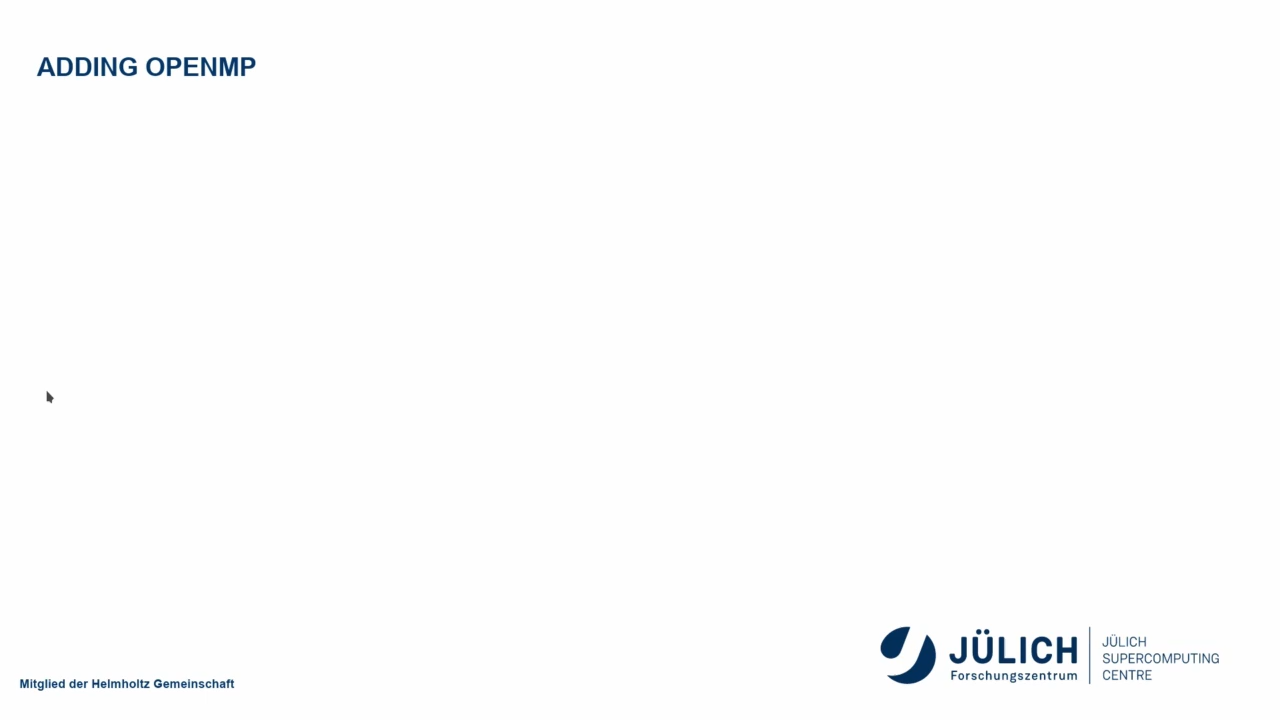 ADDING OPENMP
JÜLICH
Forschungszentrum
JÜLICH
SUPERCOMPUTING
CENTRE
Mitglied der Helmholtz Gemeinschaft